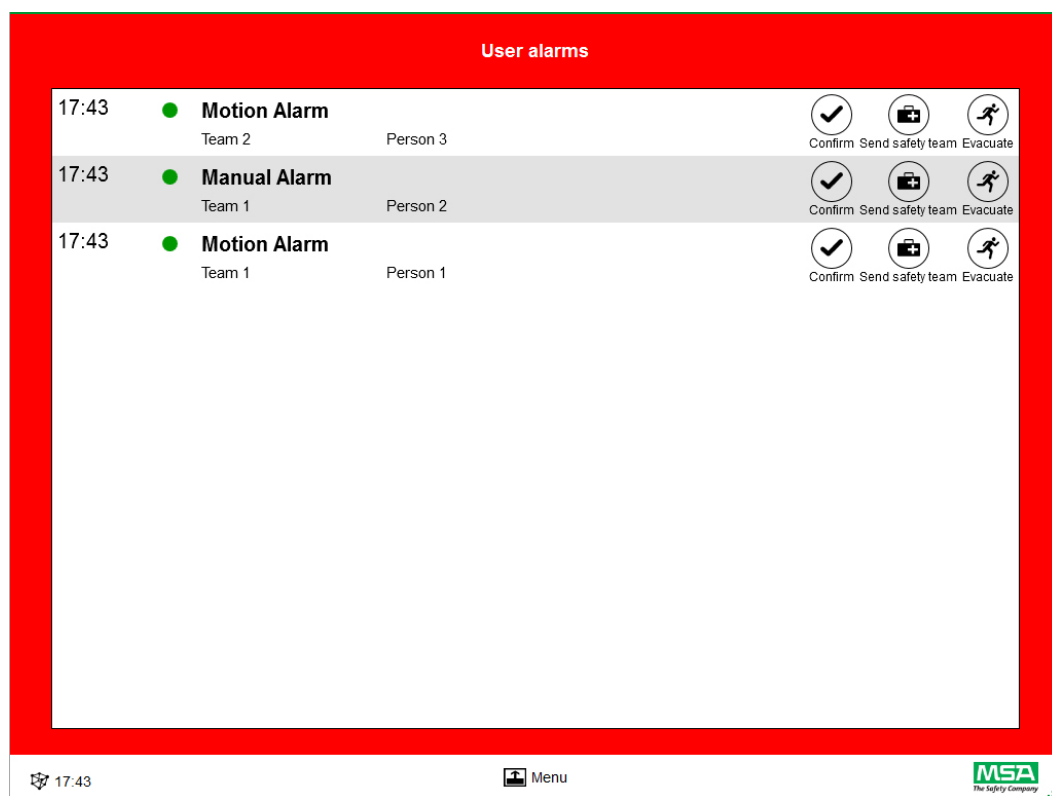 User alarms
17:43 Motion Alarm
Team 2 Person 3
Confirm Send safety team Evacuate
17:43 Manual Alarm
Team 1 Person 2
Confirm Send safety team Evacuate
17:43 Motion Alarm
Team 1 Person 1
Confirm Send safety team Evacuate
17:43 Menu MSA
The Safety Company